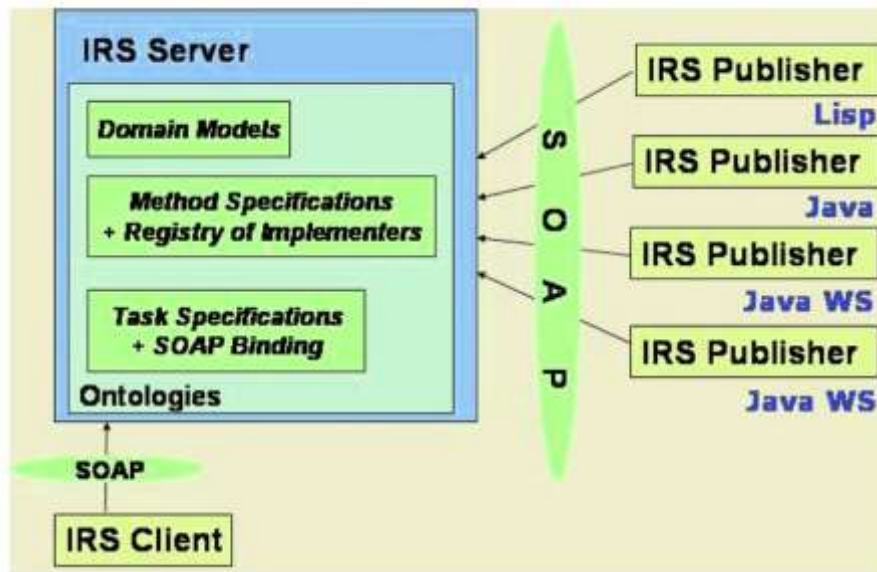 IRS Server
Domain Models
Method Specifications
+ Registry of Implementers
Task Specifications
+ SOAP Binding
Ontologies
SOAP
IRS Client
S
O
A
P
IRS Publisher
Lisp
IRS Publisher
Java
IRS Publisher
Java WS
IRS Publisher
Java WS